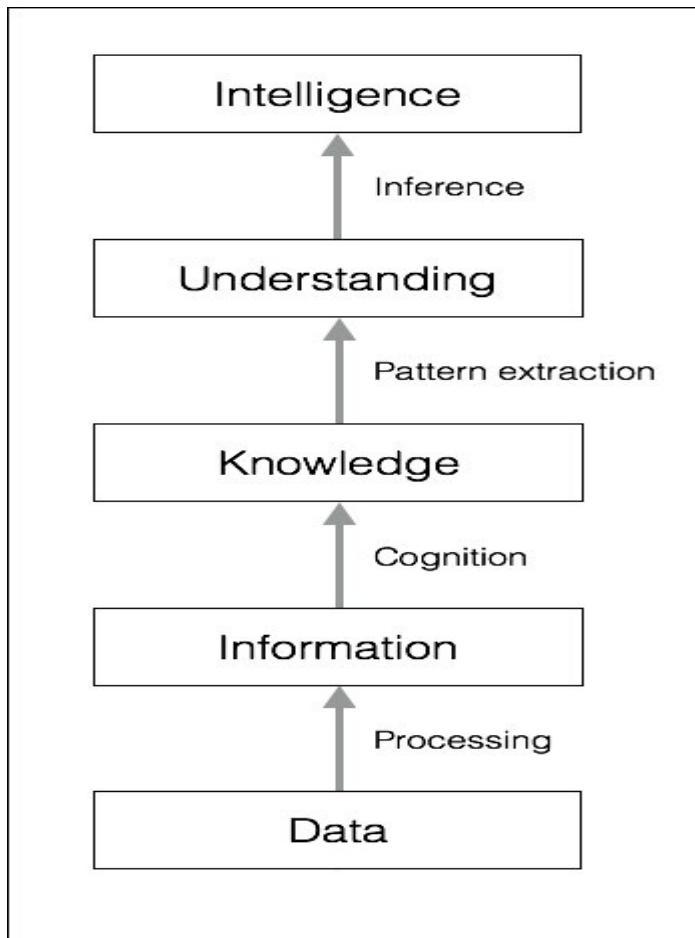 Intelligence
Inference
Understanding
Pattern extraction
Knowledge
Cognition
Information
Processing
Data